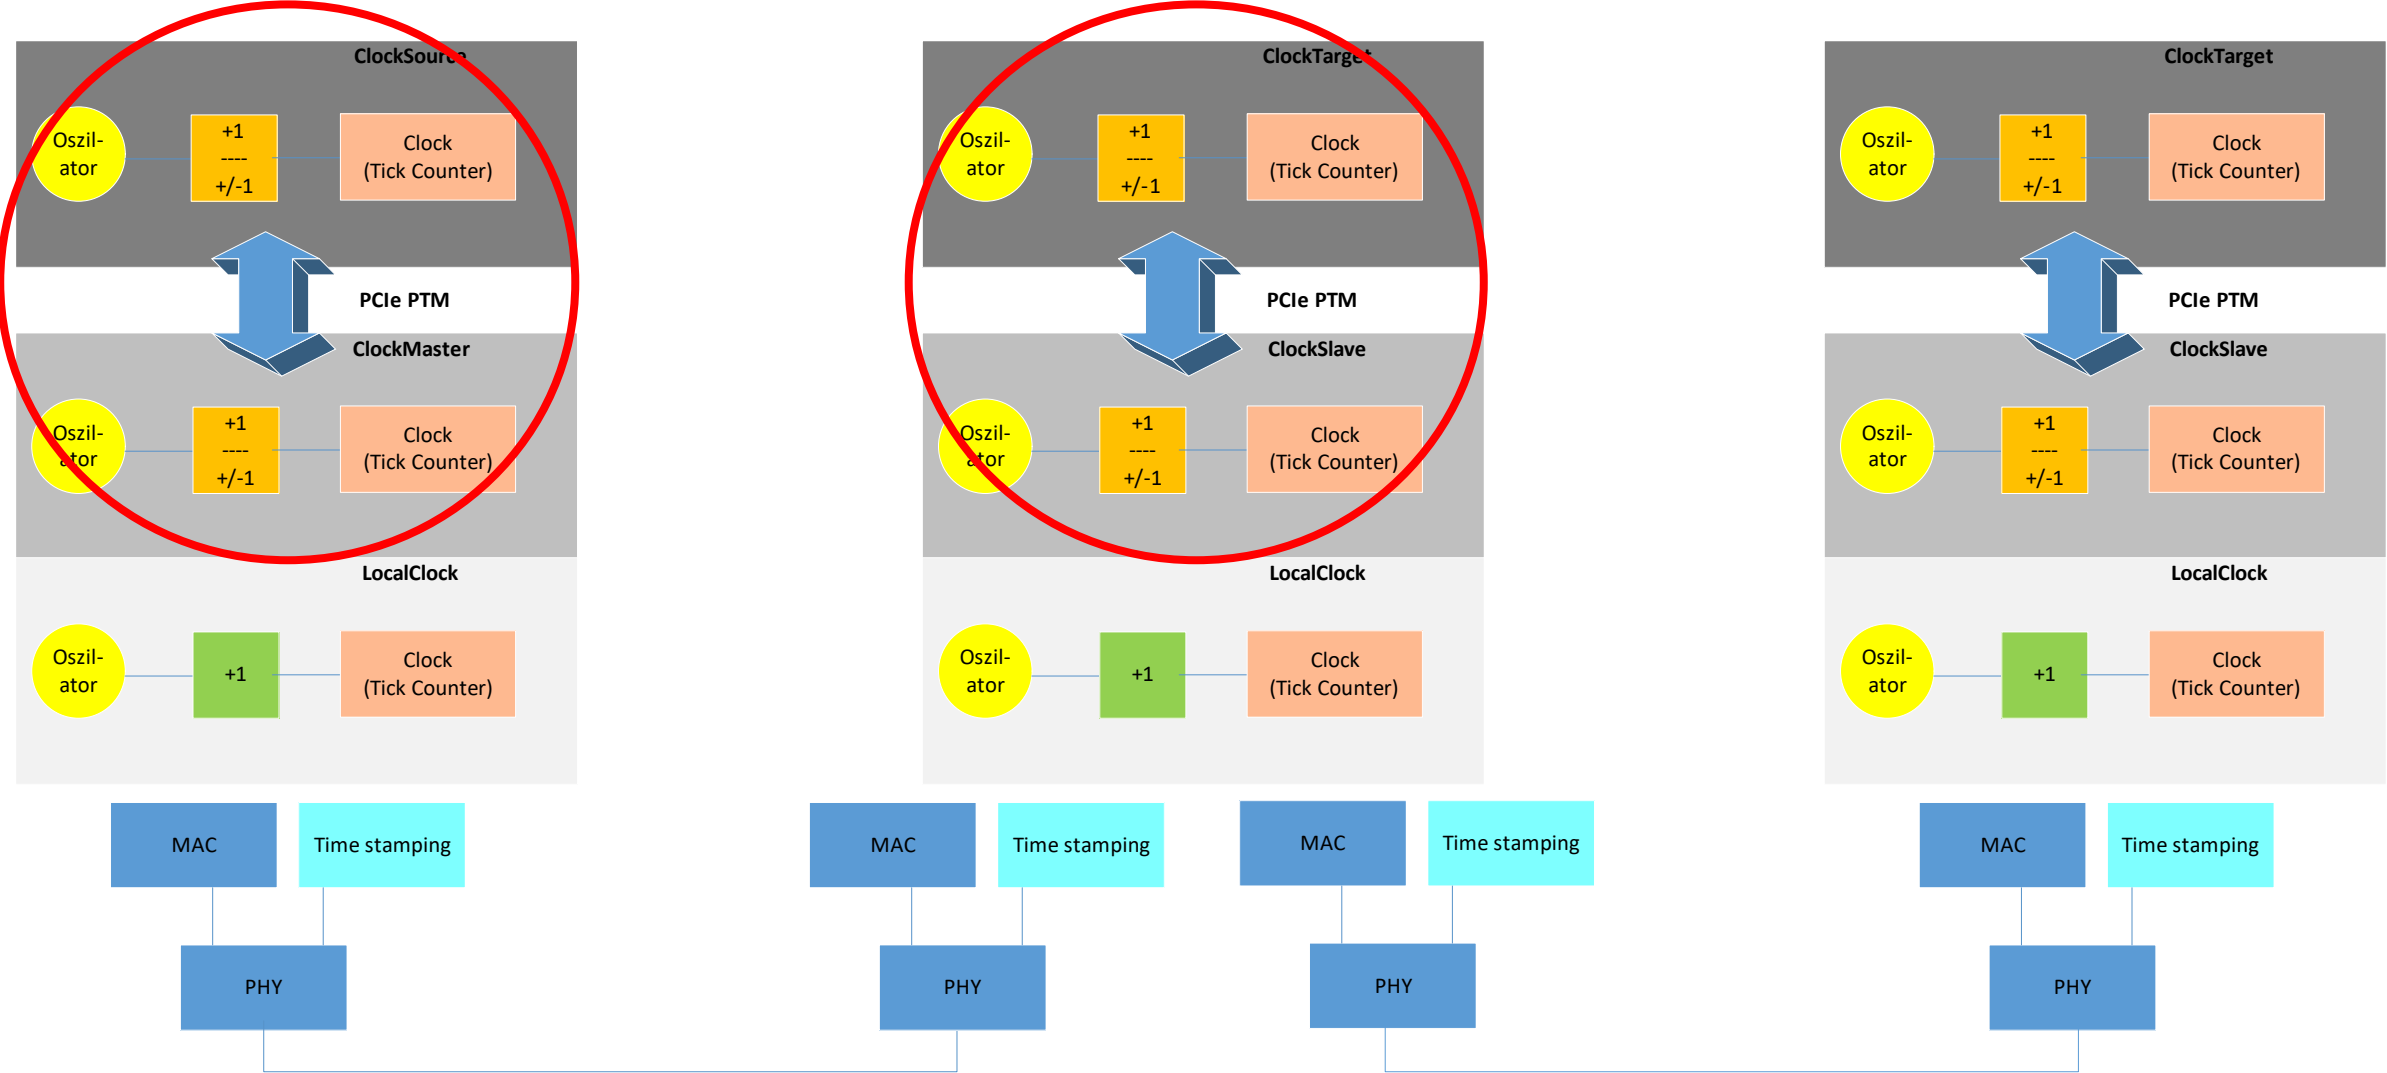 ClockSource
Oszil-
ator
+1
----
+/-1
Clock
(Tick Counter)
PCIe PTM
ClockMaster
Oszil-
ator
+1
----
+/-1
Clock
(Tick Counter)
LocalClock
Oszil-
ator
+1
Clock
(Tick Counter)
MAC
Time stamping
PHY
ClockTarget
Oszil-
ator
+1
----
+/-1
Clock
(Tick Counter)
PCIe PTM
ClockSlave
Oszil-
ator
+1
----
+/-1
Clock
(Tick Counter)
LocalClock
Oszil-
ator
+1
Clock
(Tick Counter)
MAC
Time stamping
PHY
MAC
Time stamping
PHY
ClockTarget
Oszil-
ator
+1
----
+/-1
Clock
(Tick Counter)
PCIe PTM
ClockSlave
Oszil-
ator
+1
----
+/-1
Clock
(Tick Counter)
LocalClock
Oszil-
ator
+1
Clock
(Tick Counter)
MAC
Time stamping
PHY